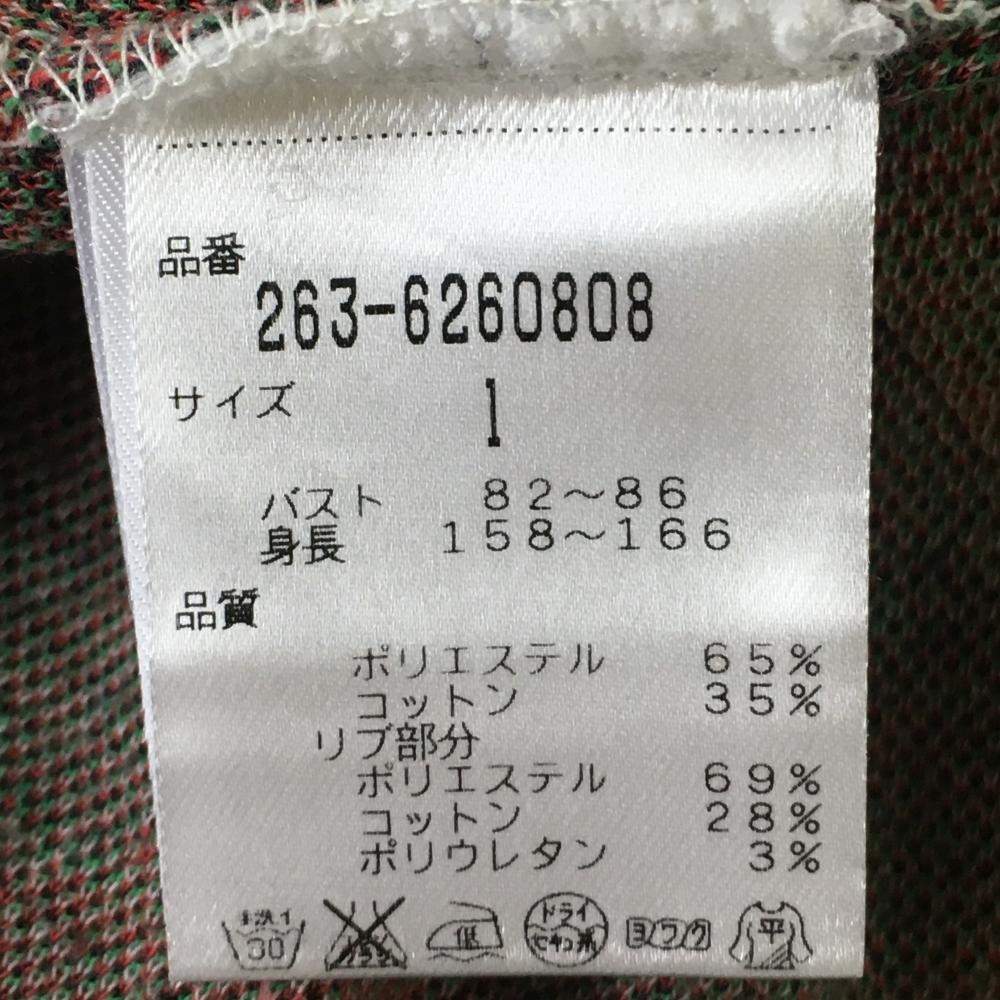 品番
263-6260808
サイズ 1
バスト 82～86
身長 158～166
品質
ポリエステル 65%
コットン 35%
リブ部分
ポリエステル 69%
コットン 28%
ポリウレタン 3%
手洗イ 30 低 ドライ セキユ系 ヨワク 平